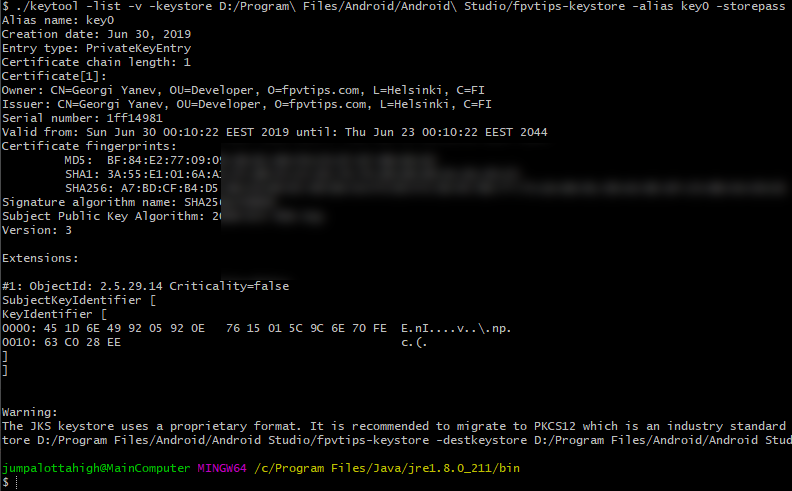 $ ./keytool -list -v -keystore D:/Program\ Files/Android/Android\ Studio/fpvtips-keystore -alias key0 -storepass
Alias name: key0
Creation date: Jun 30, 2019
Entry type: PrivateKeyEntry
Certificate chain length: 1
Certificate[1]:
Owner: CN=Georgi Yanev, OU=Developer, O=fpvtips.com, L=Helsinki, C=FI
Issuer: CN=Georgi Yanev, OU=Developer, O=fpvtips.com, L=Helsinki, C=FI
Serial number: 1ff14981
Valid from: Sun Jun 30 00:10:22 EEST 2019 until: Thu Jun 23 00:10:22 EEST 2044
Certificate fingerprints:
MD5: BF:84:E2:77:09:09
SHA1: 3A:55:E1:01:6A:A
SHA256: A7:BD:CF:B4:D5
Signature algorithm name: SHA256
Subject Public Key Algorithm: 2
Version: 3
Extensions:
#1: ObjectId: 2.5.29.14 Criticality=false
SubjectKeyIdentifier [
KeyIdentifier [
0000: 45 1D 6E 49 92 05 92 0E 76 15 01 5C 9C 6E 70 FE E.nI....v..\.np.
0010: 63 C0 28 EE c.(.
]
]
Warning:
The JKS keystore uses a proprietary format. It is recommended to migrate to PKCS12 which is an industry standard
tore D:/Program Files/Android/Android Studio/fpvtips-keystore -destkeystore D:/Program Files/Android/Android Stud
jumpalottahigh@MainComputer MINGW64 /c/Program Files/Java/jre1.8.0_211/bin
$